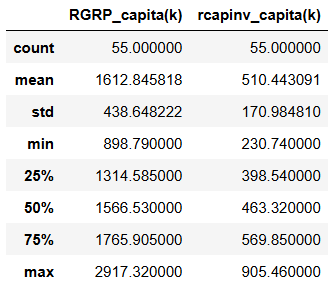 RGRP_capita(k) rcapinv_capita(k)
count 55.000000 55.000000
mean 1612.845818 510.443091
std 438.648222 170.984810
min 898.790000 230.740000
25% 1314.585000 398.540000
50% 1566.530000 463.320000
75% 1765.905000 569.850000
max 2917.320000 905.460000